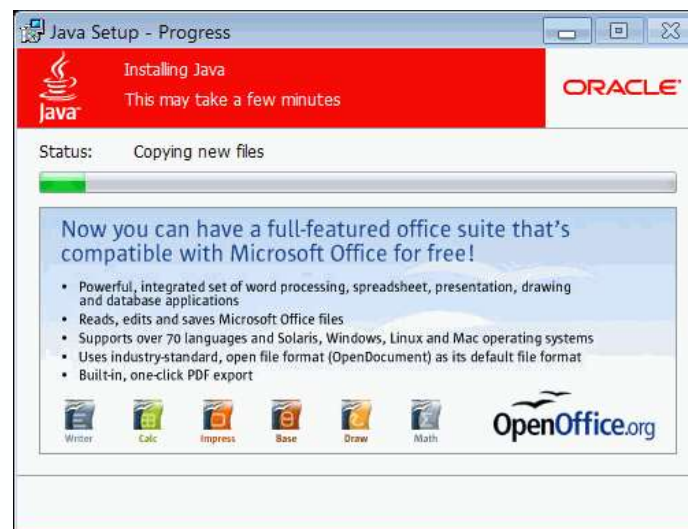 Java Setup - Progress
Installing Java
This may take a few minutes
Java
ORACLE
Status: Copying new files
Now you can have a full-featured office suite that's
compatible with Microsoft Office for free!
• Powerful, integrated set of word processing, spreadsheet, presentation, drawing
and database applications
• Reads, edits and saves Microsoft Office files
• Supports over 70 languages and Solaris, Windows, Linux and Mac operating systems
• Uses industry-standard, open file format (OpenDocument) as its default file format
• Built-in, one-click PDF export
Writer Calc Impress Base Draw Math
OpenOffice.org